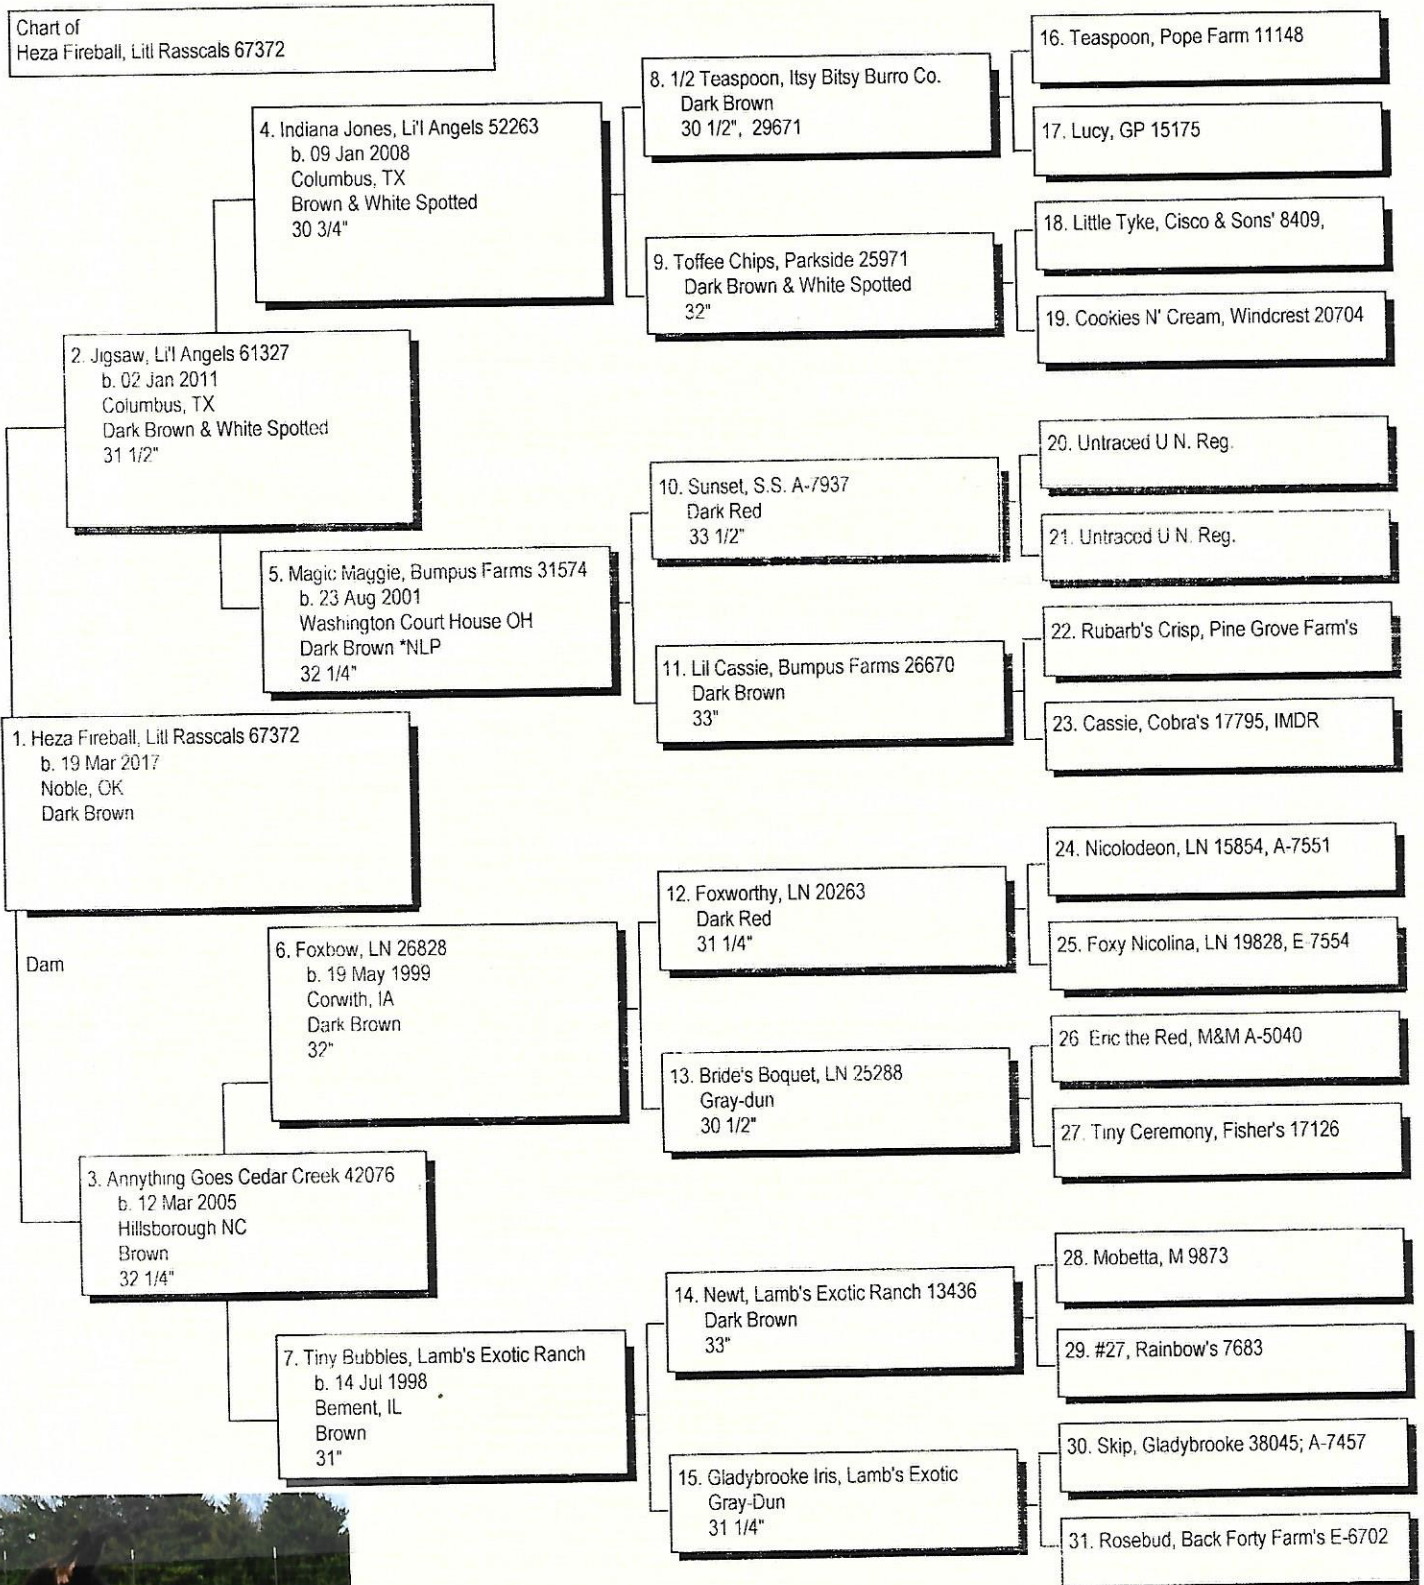 Chart of
Heza Fireball, Litl Rasscals 67372
1. Heza Fireball, Litl Rasscals 67372
b. 19 Mar 2017
Noble, OK
Dark Brown
Dam
2. Jigsaw, Li'l Angels 61327
b. 02 Jan 2011
Columbus, TX
Dark Brown & White Spotted
31 1/2"
3. Annything Goes Cedar Creek 42076
b. 12 Mar 2005
Hillsborough NC
Brown
32 1/4"
4. Indiana Jones, Li'l Angels 52263
b. 09 Jan 2008
Columbus, TX
Brown & White Spotted
30 3/4"
5. Magic Maggie, Bumpus Farms 31574
b. 23 Aug 2001
Washington Court House OH
Dark Brown *NLP
32 1/4"
6. Foxbow, LN 26828
b. 19 May 1999
Corwith, IA
Dark Brown
32"
7. Tiny Bubbles, Lamb's Exotic Ranch
b. 14 Jul 1998
Bement, IL
Brown
31"
8. 1/2 Teaspoon, Itsy Bitsy Burro Co.
Dark Brown
30 1/2", 29671
9. Toffee Chips, Parkside 25971
Dark Brown & White Spotted
32"
10. Sunset, S.S. A-7937
Dark Red
33 1/2"
11. Lil Cassie, Bumpus Farms 26670
Dark Brown
33"
12. Foxworthy, LN 20263
Dark Red
31 1/4"
13. Bride's Boquet, LN 25288
Gray-dun
30 1/2"
14. Newt, Lamb's Exotic Ranch 13436
Dark Brown
33"
15. Gladybrooke Iris, Lamb's Exotic
Gray-Dun
31 1/4"
16. Teaspoon, Pope Farm 11148
17. Lucy, GP 15175
18. Little Tyke, Cisco & Sons' 8409,
19. Cookies N' Cream, Windcrest 20704
20. Untraced U N. Reg.
21. Untraced U N. Reg.
22. Rubarb's Crisp, Pine Grove Farm's
23. Cassie, Cobra's 17795, IMDR
24. Nicolodeon, LN 15854, A-7551
25. Foxy Nicolina, LN 19828, E-7554
26 Eric the Red, M&M A-5040
27. Tiny Ceremony, Fisher's 17126
28. Mobetta, M 9873
29. #27, Rainbow's 7683
30. Skip, Gladybrooke 38045; A-7457
31. Rosebud, Back Forty Farm's E-6702